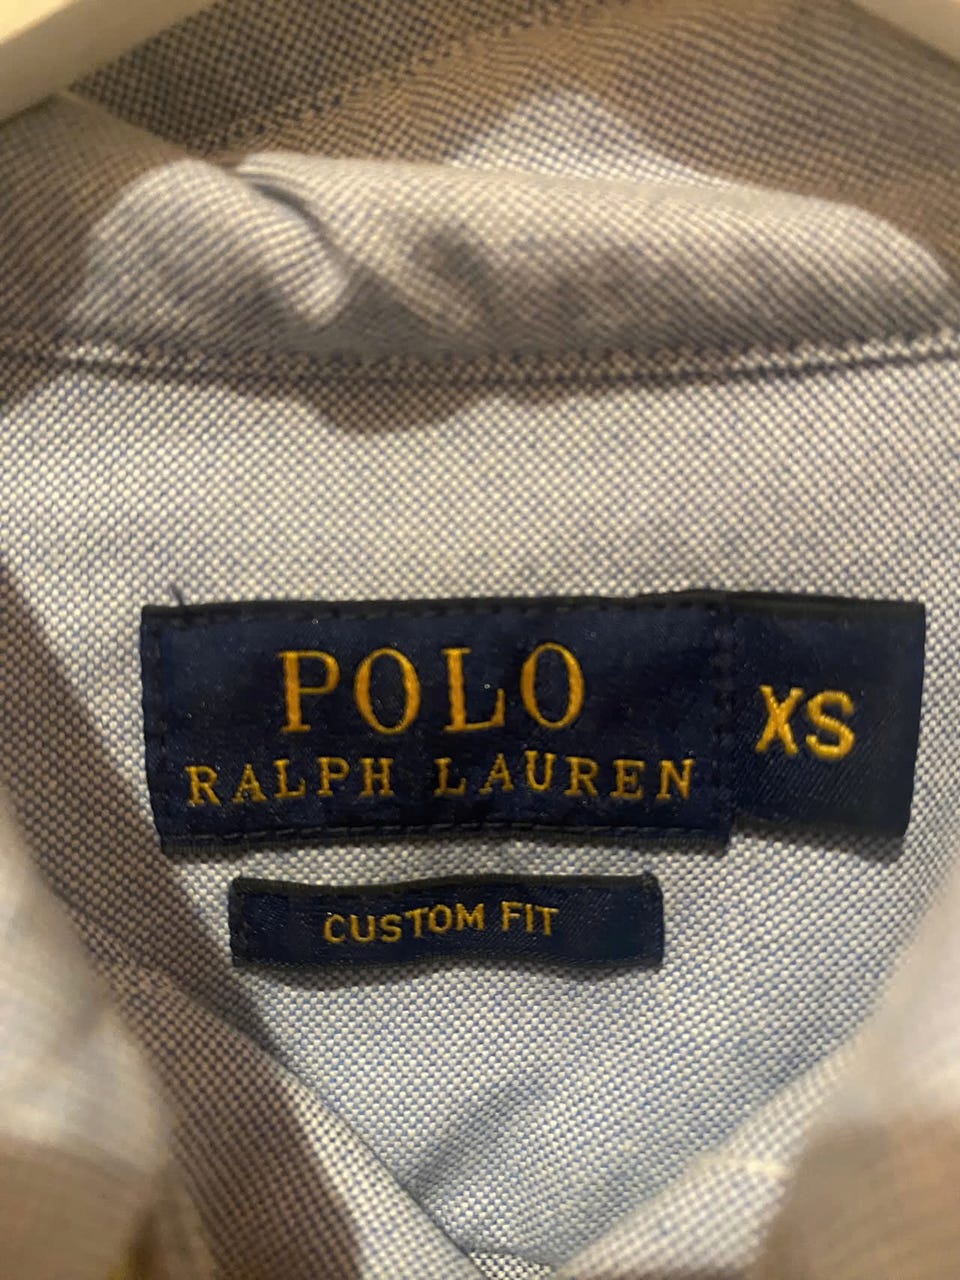 POLO
RALPH LAUREN
XS
CUSTOM FIT